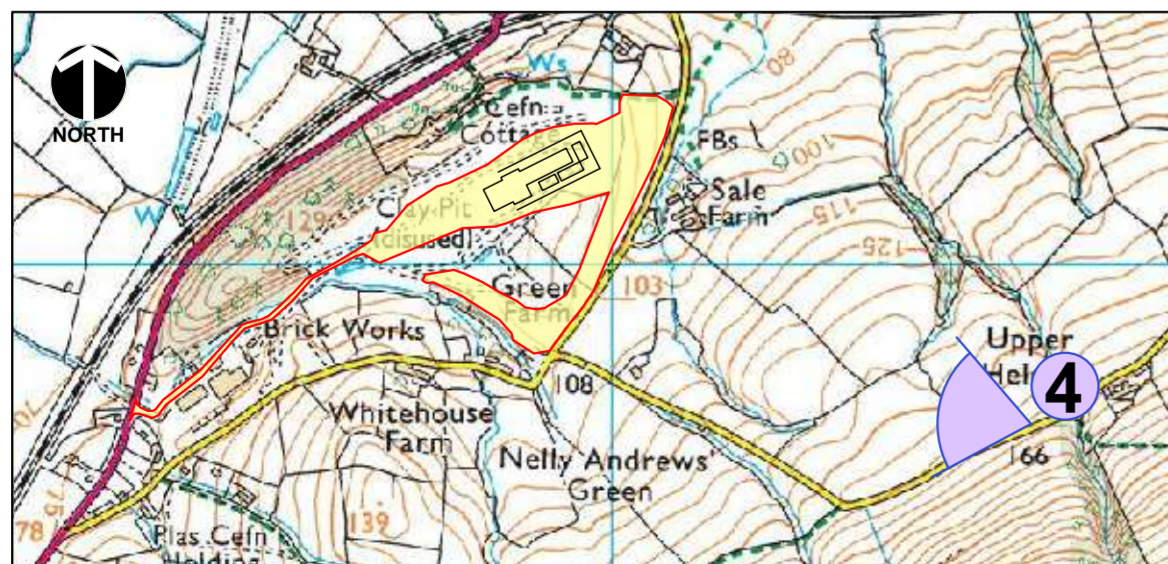 NORTH
Ws
80
Cefn
Cottage
FBs
100
Sale
Farm
W
129
Clay Pit
(disused)
115
125
Green
Farm
103
Brick Works
Upper
108
4
Whitehouse
Farm
Nelly Andrews'
Green
166
70
75
78
139
Plas Cefn
Holding